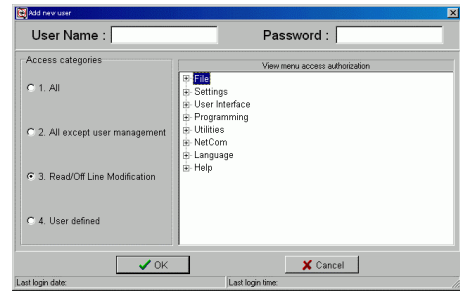 Add new user
User Name :
Password :
Access categories
1. All
2. All except user management
3. Read/Off Line Modification
4. User defined
View menu access authorization
File
Settings
User Interface
Programming
Utilities
NetCom
Language
Help
OK
Cancel
Last login date:
Last login time: